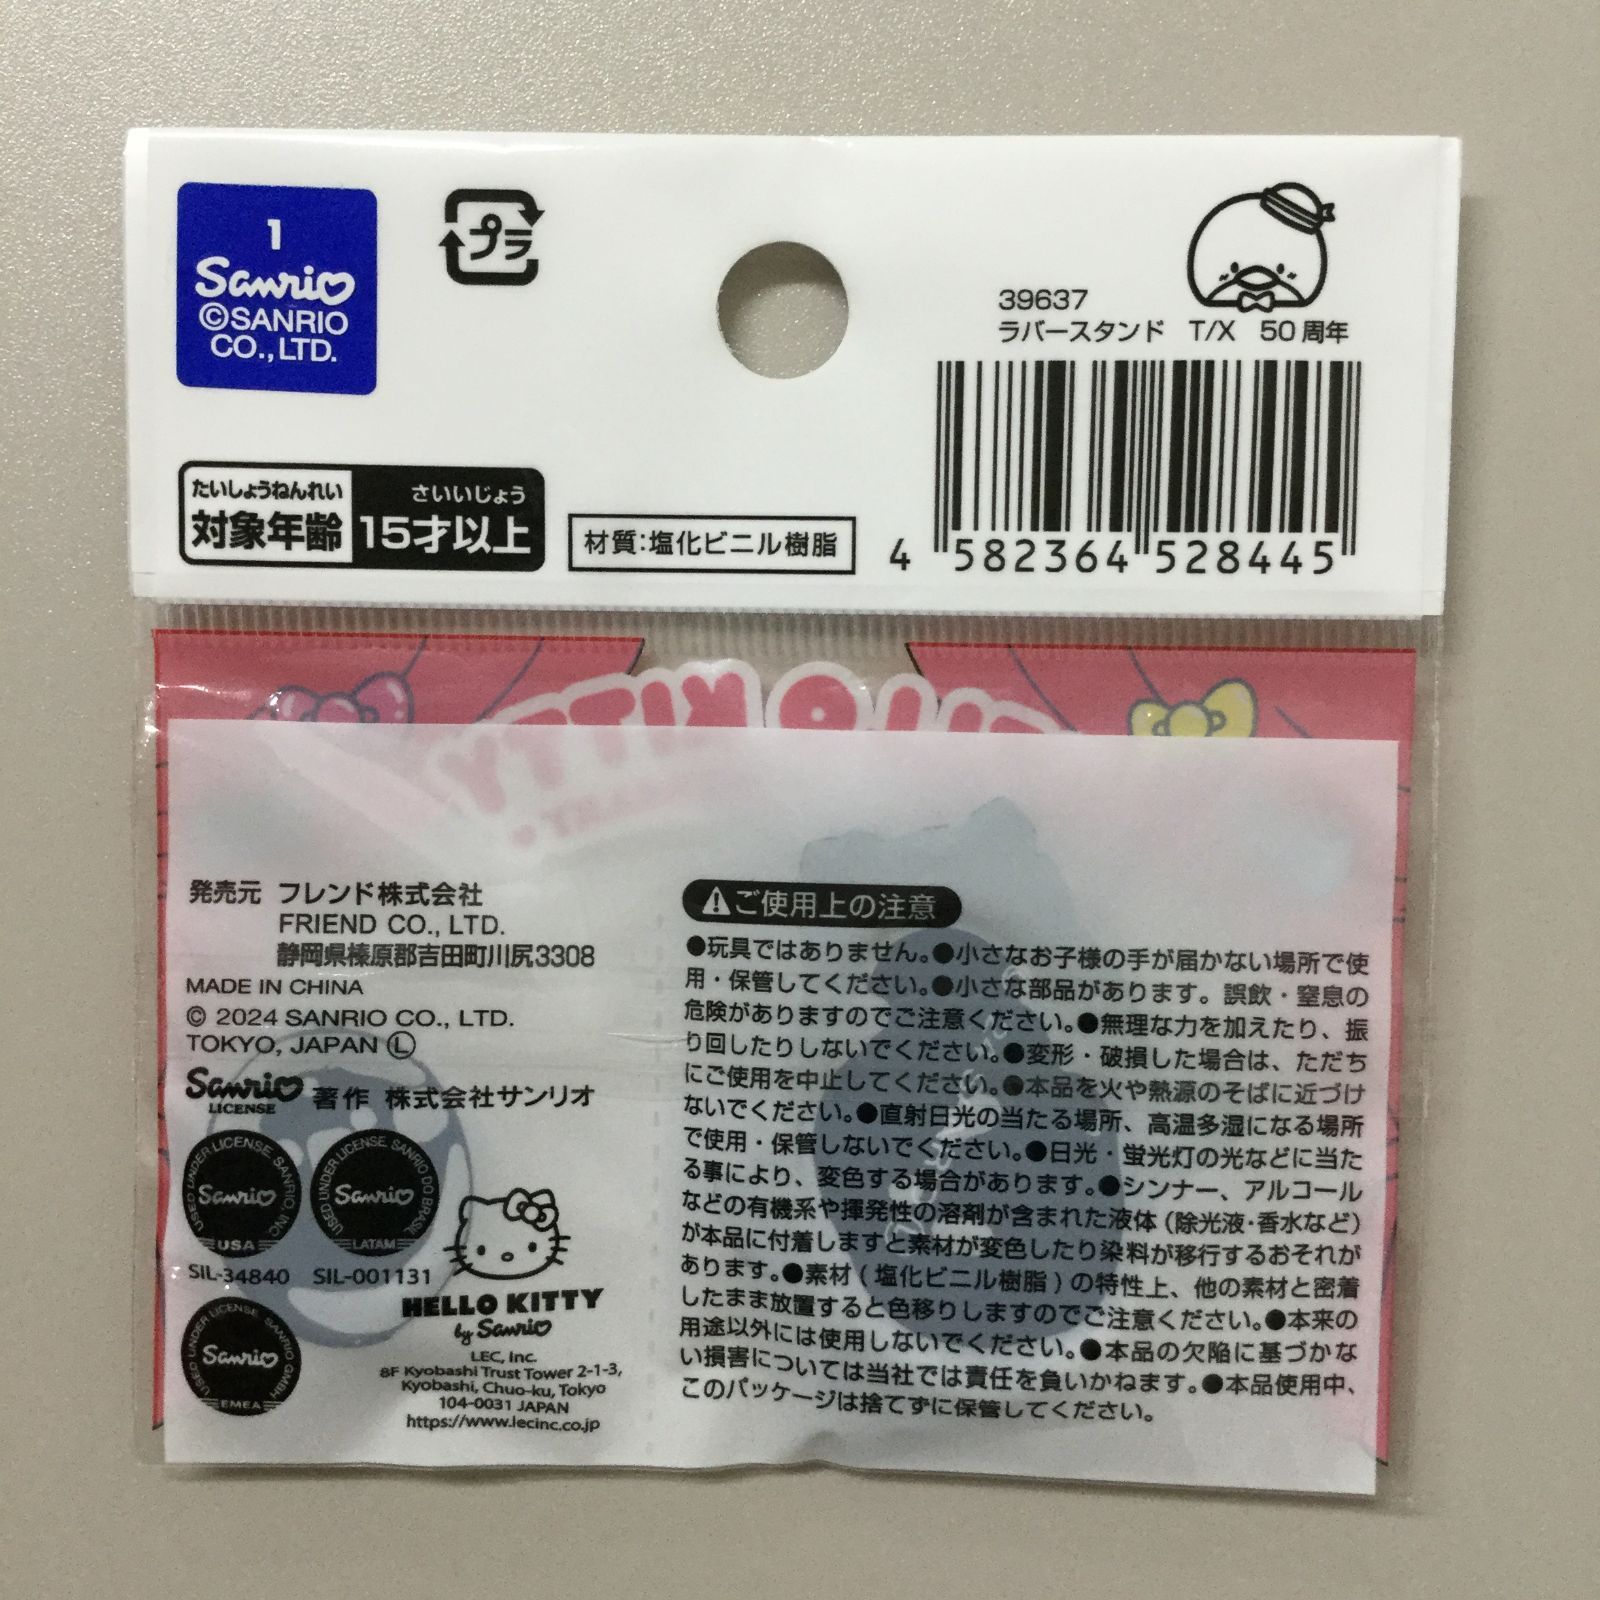 1
Sanrio
©SANRIO
CO.,LTD.
プラ
39637
ラバースタンド T/X 50周年
たいしょうねんれい さいいじょう
対象年齢 15才以上
材質:塩化ビニル樹脂
4 582364 528445
HELLO KITTY
発売元 フレンド株式会社
FRIEND CO., LTD.
静岡県榛原郡吉田町川尻3308
MADE IN CHINA
© 2024 SANRIO CO., LTD.
TOKYO, JAPAN Ⓛ
Sanrio
LICENSE
著作 株式会社サンリオ
USED UNDER LICENSE SANRIO, INC.
Sanrio
USA
SIL-34840
USED UNDER LICENSE SANRIO DO BRASIL
Sanrio
LATAM
SIL-001131
USED UNDER LICENSE SANRIO GMBH
Sanrio
EMEA
HELLO KITTY
by Sanrio
LEC, Inc.
8F Kyobashi Trust Tower 2-1-3,
Kyobashi, Chuo-ku, Tokyo
104-0031 JAPAN
https://www.lecinc.co.jp
ご使用上の注意
●玩具ではありません。●小さなお子様の手が届かない場所で使
用・保管してください。●小さな部品があります。誤飲・窒息の
危険がありますのでご注意ください。●無理な力を加えたり、振
り回したりしないでください。●変形・破損した場合は、ただち
にご使用を中止してください。●本品を火や熱源のそばに近づけ
ないでください。●直射日光の当たる場所、高温多湿になる場所
で使用・保管しないでください。●日光・蛍光灯の光などに当た
る事により、変色する場合があります。●シンナー、アルコール
などの有機系や揮発性の溶剤が含まれた液体(除光液・香水など)
が本品に付着しますと素材が変色したり染料が移行するおそれが
あります。●素材(塩化ビニル樹脂)の特性上、他の素材と密着
したまま放置すると色移りしますのでご注意ください。●本来の
用途以外には使用しないでください。●本品の欠陥に基づかな
い損害については当社では責任を負いかねます。●本品使用中、
このパッケージは捨てずに保管してください。